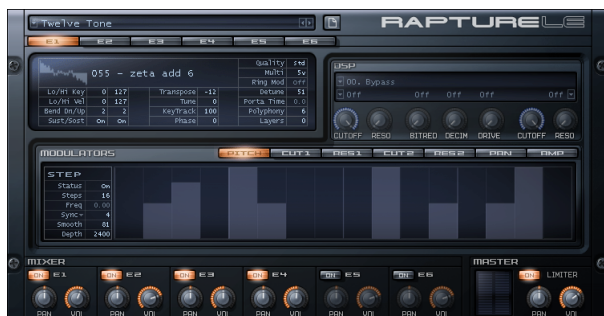 Twelve Tone
RAPTURE LE
E1 E2 E3 E4 E5 E6
055 - zeta add 6
Quality Std
Multi 5v
Ring Mod Off
Lo/Hi Key 0 127 Transpose -12 Detune 51
Lo/Hi Vel 0 127 Tune 0 Porta Time 0.0
Bend Dn/Up 2 2 KeyTrack 100 Polyphony 6
Sust/Sost On On Phase 0 Layers 0
DSP
00. Bypass
Off Off Off Off
CUTOFF RESO BITRED DECIM DRIVE CUTOFF RESO
MODULATORS PITCH CUT1 RES1 CUT2 RES2 PAN AMP
STEP
Status On
Steps 16
Freq 0.00
Sync 4
Smooth 81
Depth 2400
MIXER MASTER
ON E1 ON E2 ON E3 ON E4 ON E5 ON E6 ON LIMITER
PAN VOL PAN VOL PAN VOL PAN VOL PAN VOL PAN VOL PAN VOL